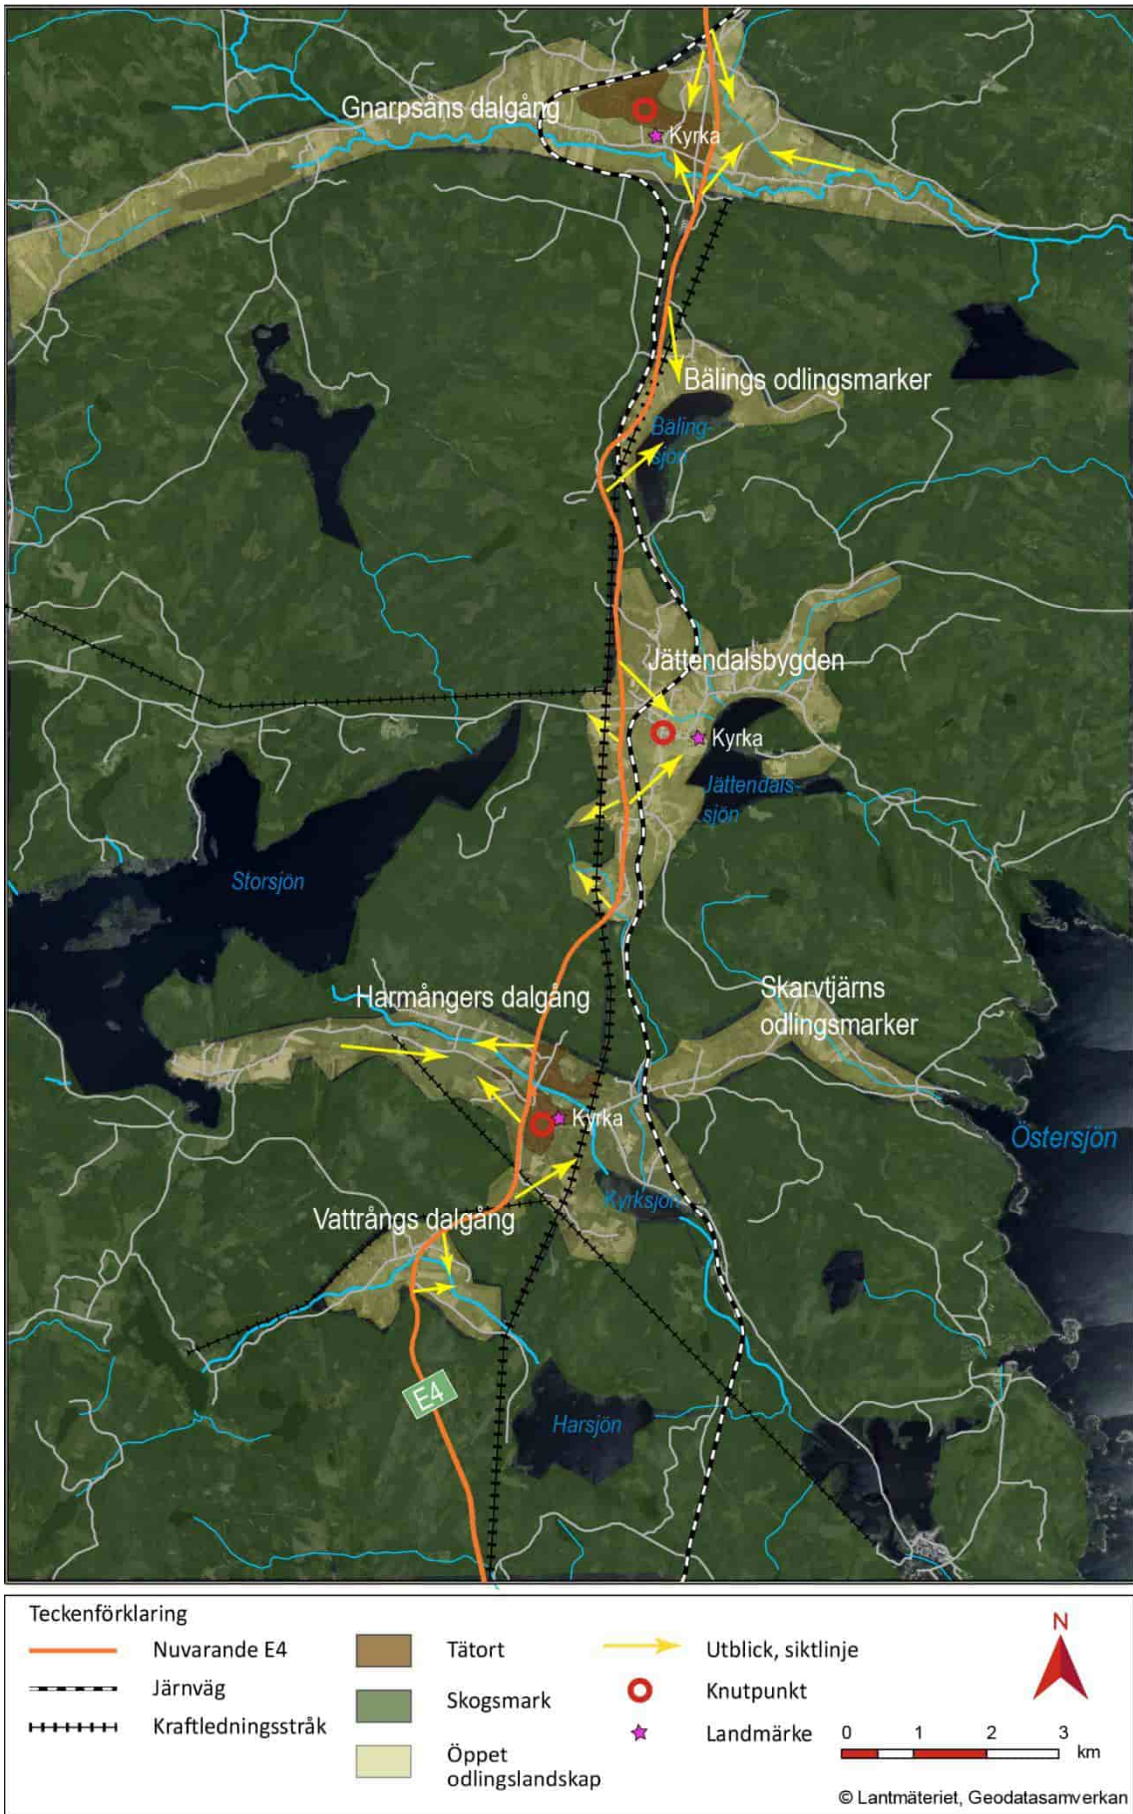 Gnarpsåns dalgång
Kyrka
Bälings odlingsmarker
Bäling-
sjön
Jättendalsbygden
Kyrka
Jättendals-
sjön
Storsjön
Harmångers dalgång
Skarvtjärns
odlingsmarker
Kyrka
Östersjön
Kyrksjön
Vattrångs dalgång
E4
Harsjön
Teckenförklaring
Nuvarande E4
Järnväg
Kraftledningsstråk
Tätort
Skogsmark
Öppet
odlingslandskap
Utblick, siktlinje
Knutpunkt
Landmärke
N
0 1 2 3
km
© Lantmäteriet, Geodatasamverkan